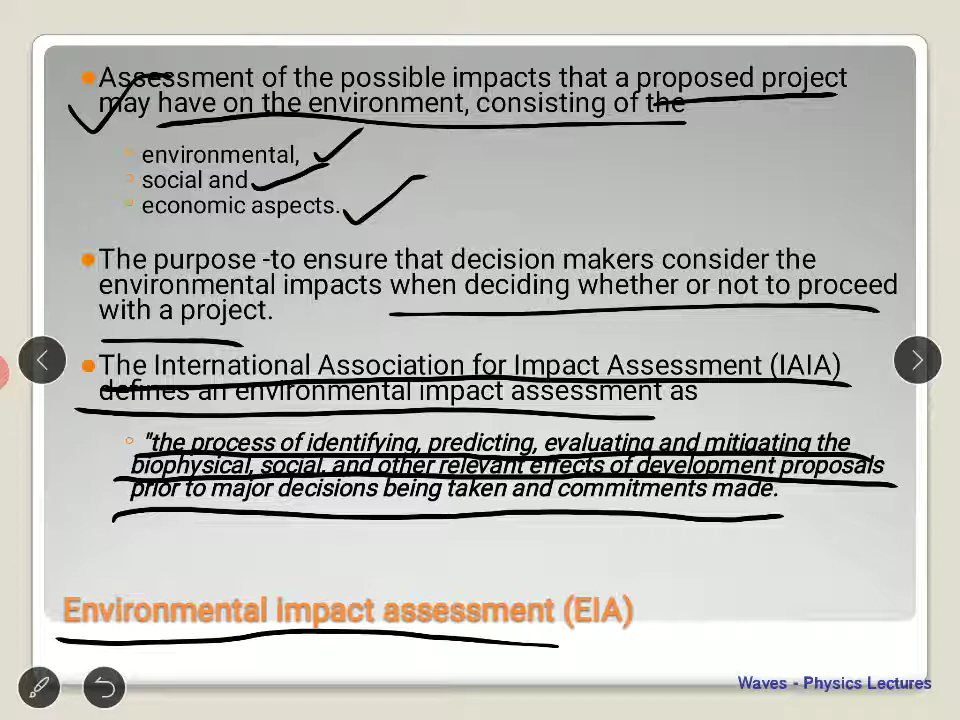 Assessment of the possible impacts that a proposed project
may have on the environment, consisting of the
environmental,
social and
economic aspects.
The purpose -to ensure that decision makers consider the
environmental impacts when deciding whether or not to proceed
with a project.
The International Association for Impact Assessment (IAIA)
defines an environmental impact assessment as
"the process of identifying, predicting, evaluating and mitigating the
biophysical, social, and other relevant effects of development proposals
prior to major decisions being taken and commitments made.
Environmental impact assessment (EIA)
Waves - Physics Lectures